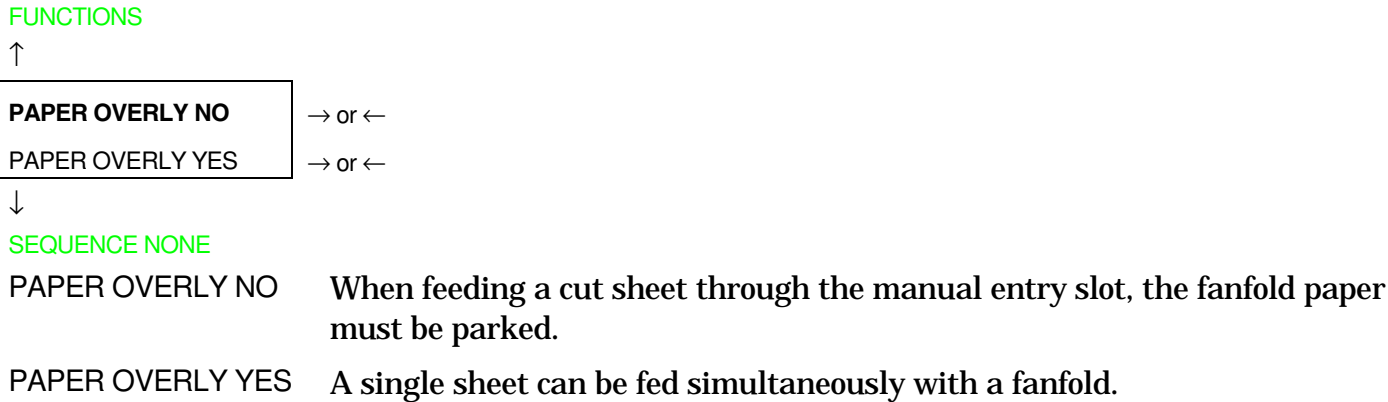 FUNCTIONS
↑
PAPER OVERLY NO → or ←
PAPER OVERLY YES → or ←
↓
SEQUENCE NONE
PAPER OVERLY NO When feeding a cut sheet through the manual entry slot, the fanfold paper
must be parked.
PAPER OVERLY YES A single sheet can be fed simultaneously with a fanfold.